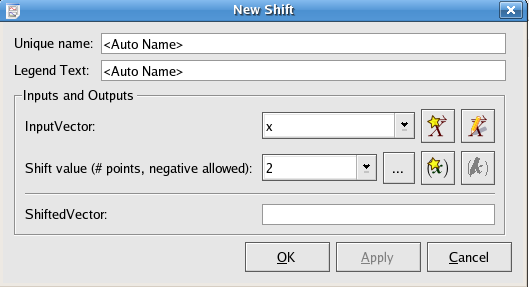 New Shift
Unique name: <Auto Name>
Legend Text: <Auto Name>
Inputs and Outputs
InputVector: x
Shift value (# points, negative allowed): 2 ...
ShiftedVector:
OK Apply Cancel